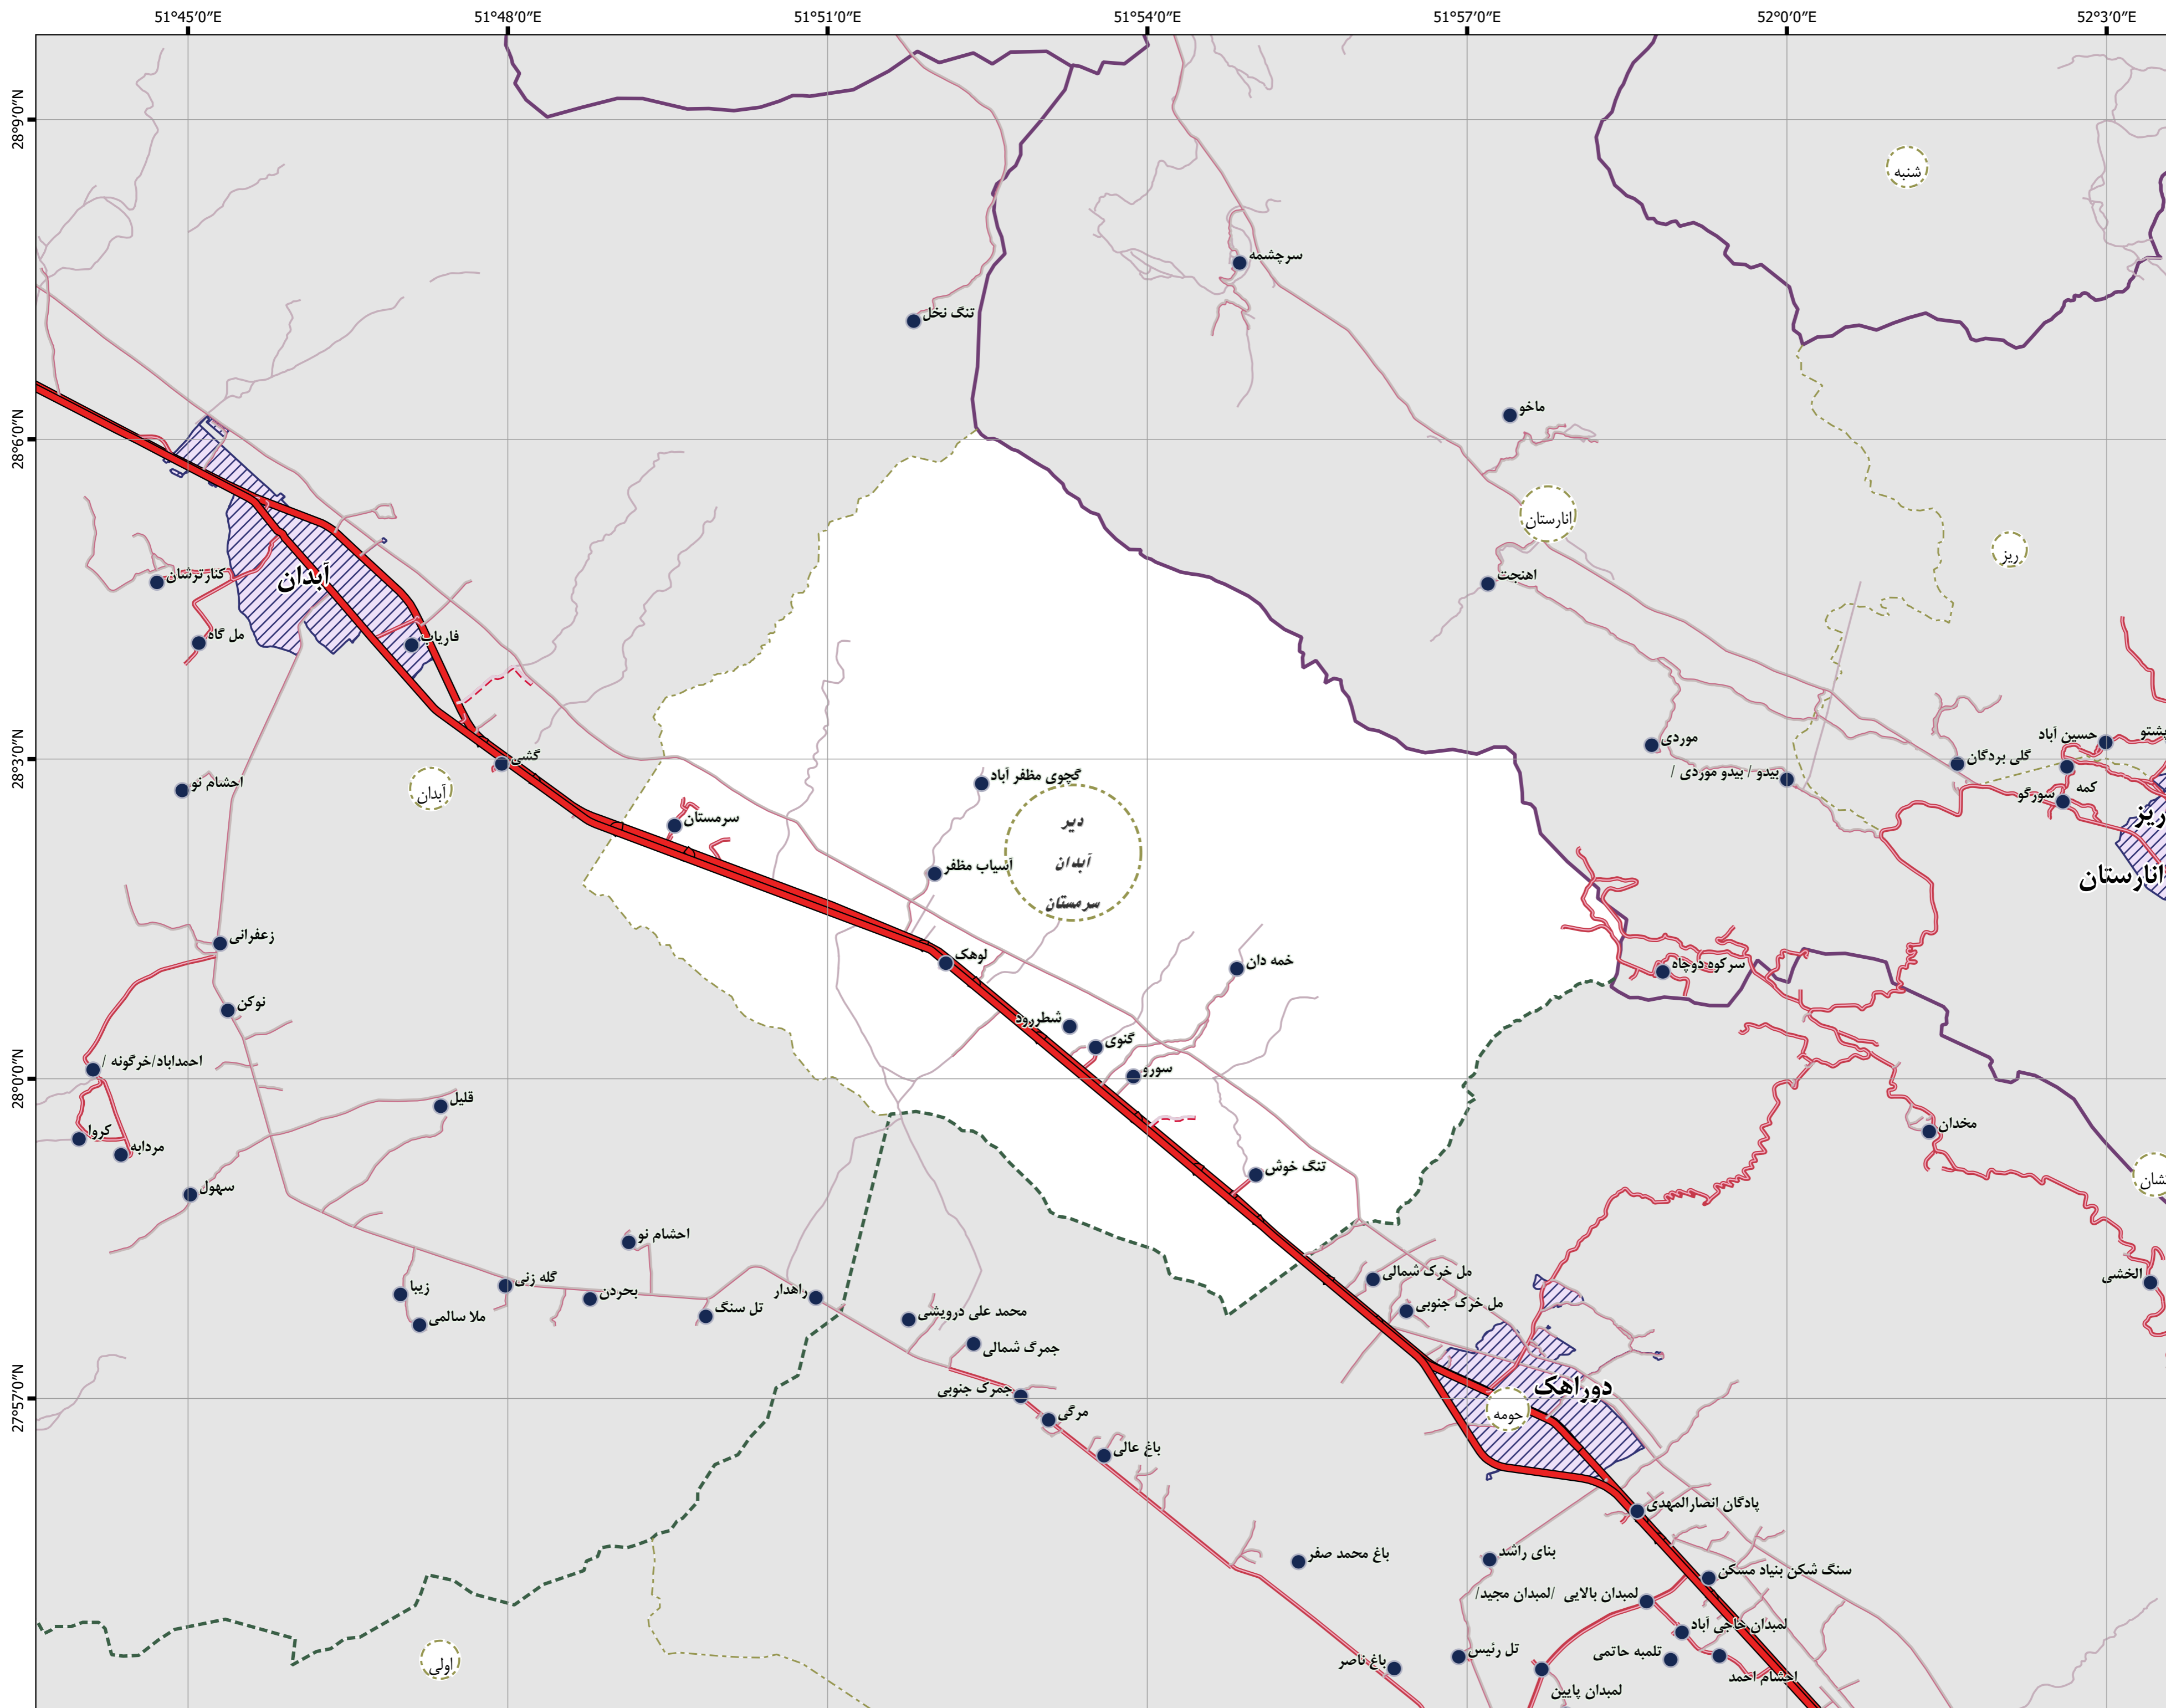 51°45'0"E
51°48'0"E
51°51'0"E
51°54'0"E
51°57'0"E
52°0'0"E
52°3'0"E
28°9'0"N
شنبه
سرچشمه
تنگ نخل
28°6'0"N
ماخو
انارستان
ریز
اهنجت
کنارترشان
آبدان
مل گاه
فاریاب
28°3'0"N
گشی
موردی
حسین آباد
پشتو
گلی بردگان
بیدو / بیدو موردی /
کمه
سورگو
ریز
انارستان
احشام نو
آبدان
گچوی مظفر آباد
سرمستان
دیر
آبدان
سرمستان
آسیاب مظفر
زعفرانی
لوهک
خمه دان
سرکوه دوچاه
نوکن
شطررود
گنوی
سورو
28°0'0"N
احمداباد/خرگونه /
قلیل
کروا
مردابه
مخدان
تنگ خوش
شان
سهول
احشام نو
مل خرک شمالی
الخشی
زیبا
گله زنی
بحردن
تل سنگ
راهدار
محمد علی درویشی
مل خرک جنوبی
ملا سالمی
جمرگ شمالی
27°57'0"N
جمرک جنوبی
دوراهک
حومه
مرگی
باغ عالی
پادگان انصارالمهدی
باغ محمد صفر
بنای راشد
سنگ شکن بنیاد مسکن
لمبدان بالایی /لمبدان مجید/
لمبدان حاجی آباد
اولی
باغ ناصر
تل رئیس
تلمبه حاتمی
احشام احمد
لمبدان پایین